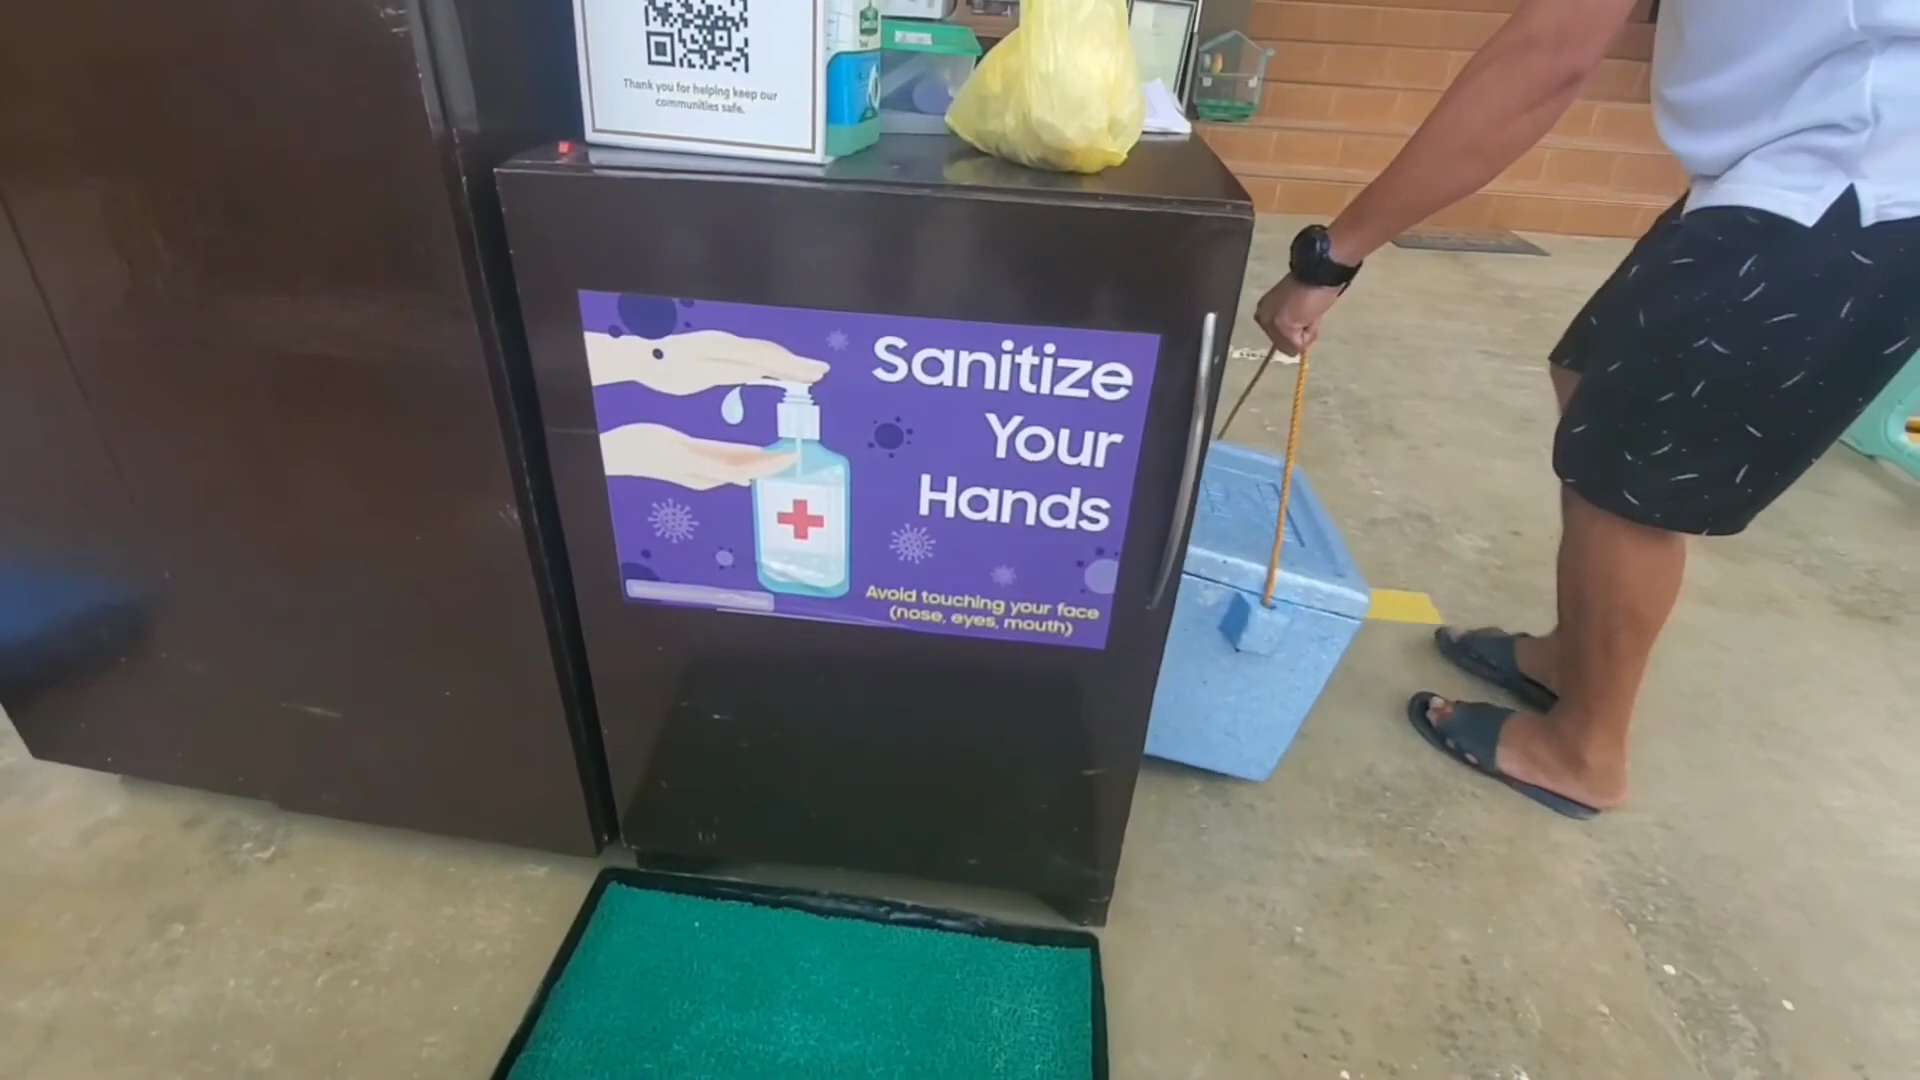 Thank you for helping keep our
communities safe.
Sanitize
Your
Hands
Avoid touching your face
(nose, eyes, mouth)